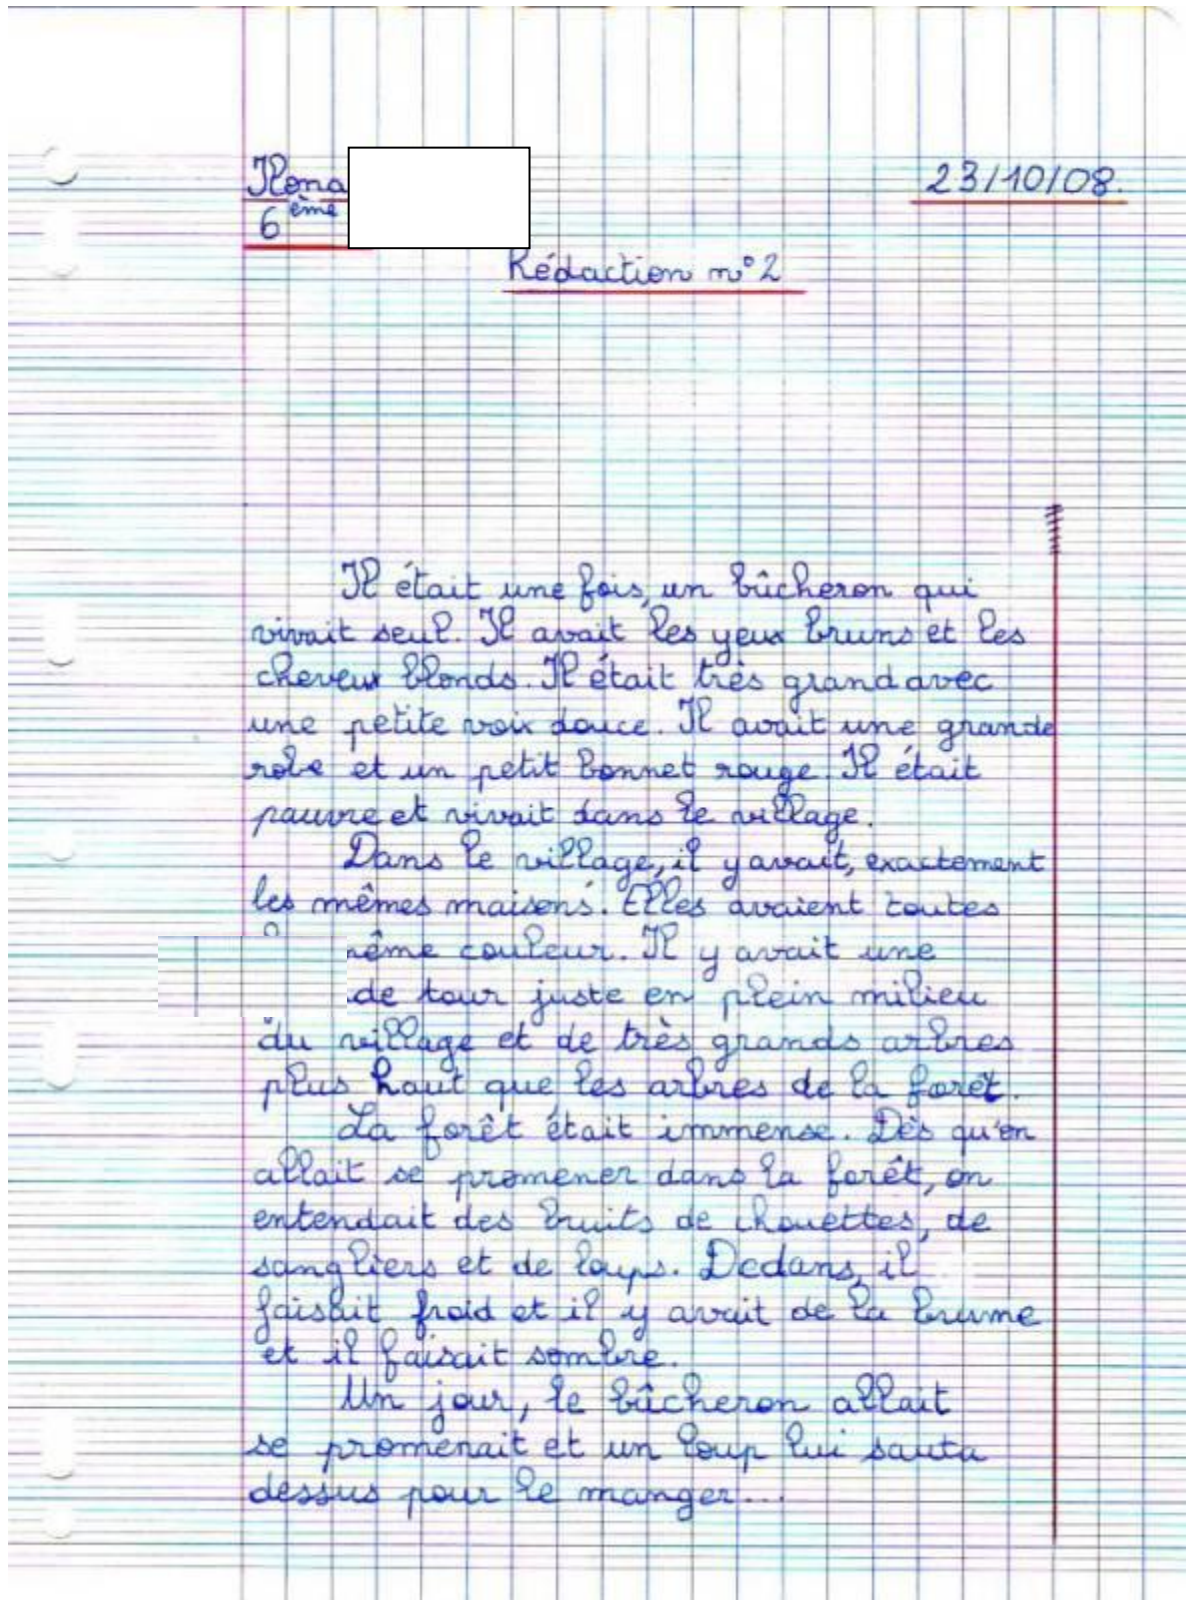 Ilona
6ème
23/10/08.
Rédaction n°2
Il était une fois, un bûcheron qui
vivait seul. Il avait les yeux bruns et les
cheveux blonds. Il était très grand avec
une petite voix douce. Il avait une grande
robe et un petit bonnet rouge. Il était
pauvre et vivait dans le village.
Dans le village, il y avait, exactement
les mêmes maisons. Elles avaient toutes
même couleur. Il y avait une
de tour juste en plein milieu
du village et de très grands arbres
plus haut que les arbres de la forêt.
La forêt était immense. Dès qu'on
allait se promener dans la forêt, on
entendait des bruits de chouettes, de
sangliers et de loups. Dedans, il
faisait froid et il y avait de la brume
et il faisait sombre.
Un jour, le bûcheron allait
se promenait et un loup lui sauta
dessus pour le manger...